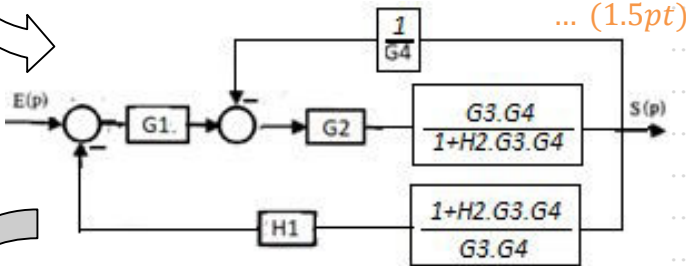 ... (1.5pt)
1
G4
E(p)
G1.
G2
G3.G4
1+H2.G3.G4
S(p)
H1
1+H2.G3.G4
G3.G4